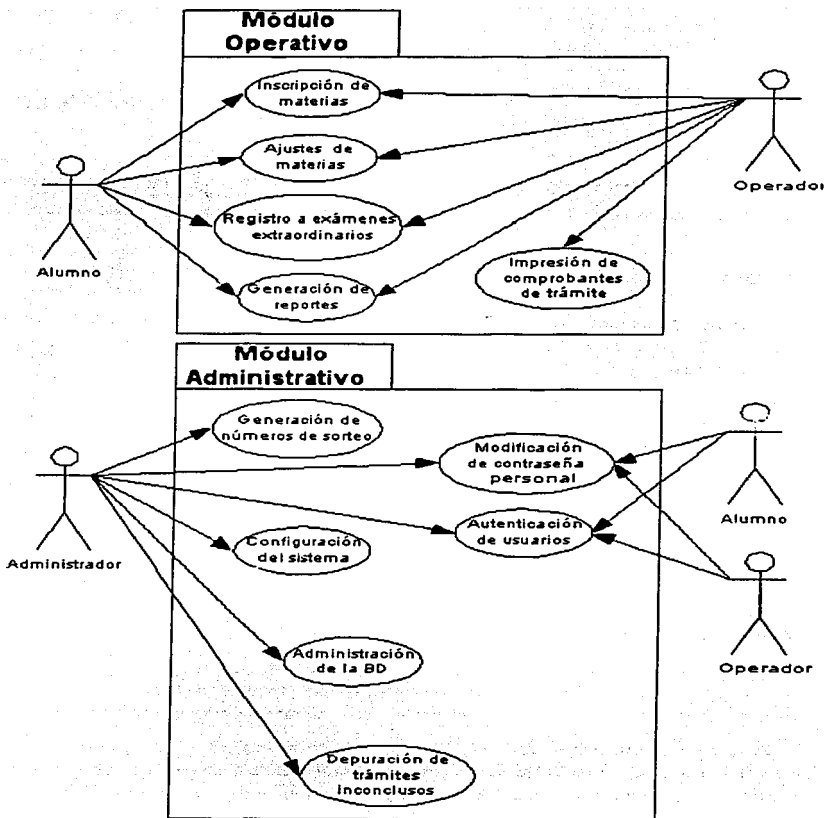 Módulo
Operativo
Inscripción de
materias
Ajustes de
materias
Operador
Registro a exámenes
extraordinarios
Alumno
Impresión de
comprobantes
de trámite
Generación de
reportes
Módulo
Administrativo
Generación de
números de sorteo
Modificación
de contraseña
personal
Alumno
Autenticación
de usuarios
Configuración
del sistema
Administrador
Administración
de la BD
Operador
Depuración de
trámites
Inconclusos